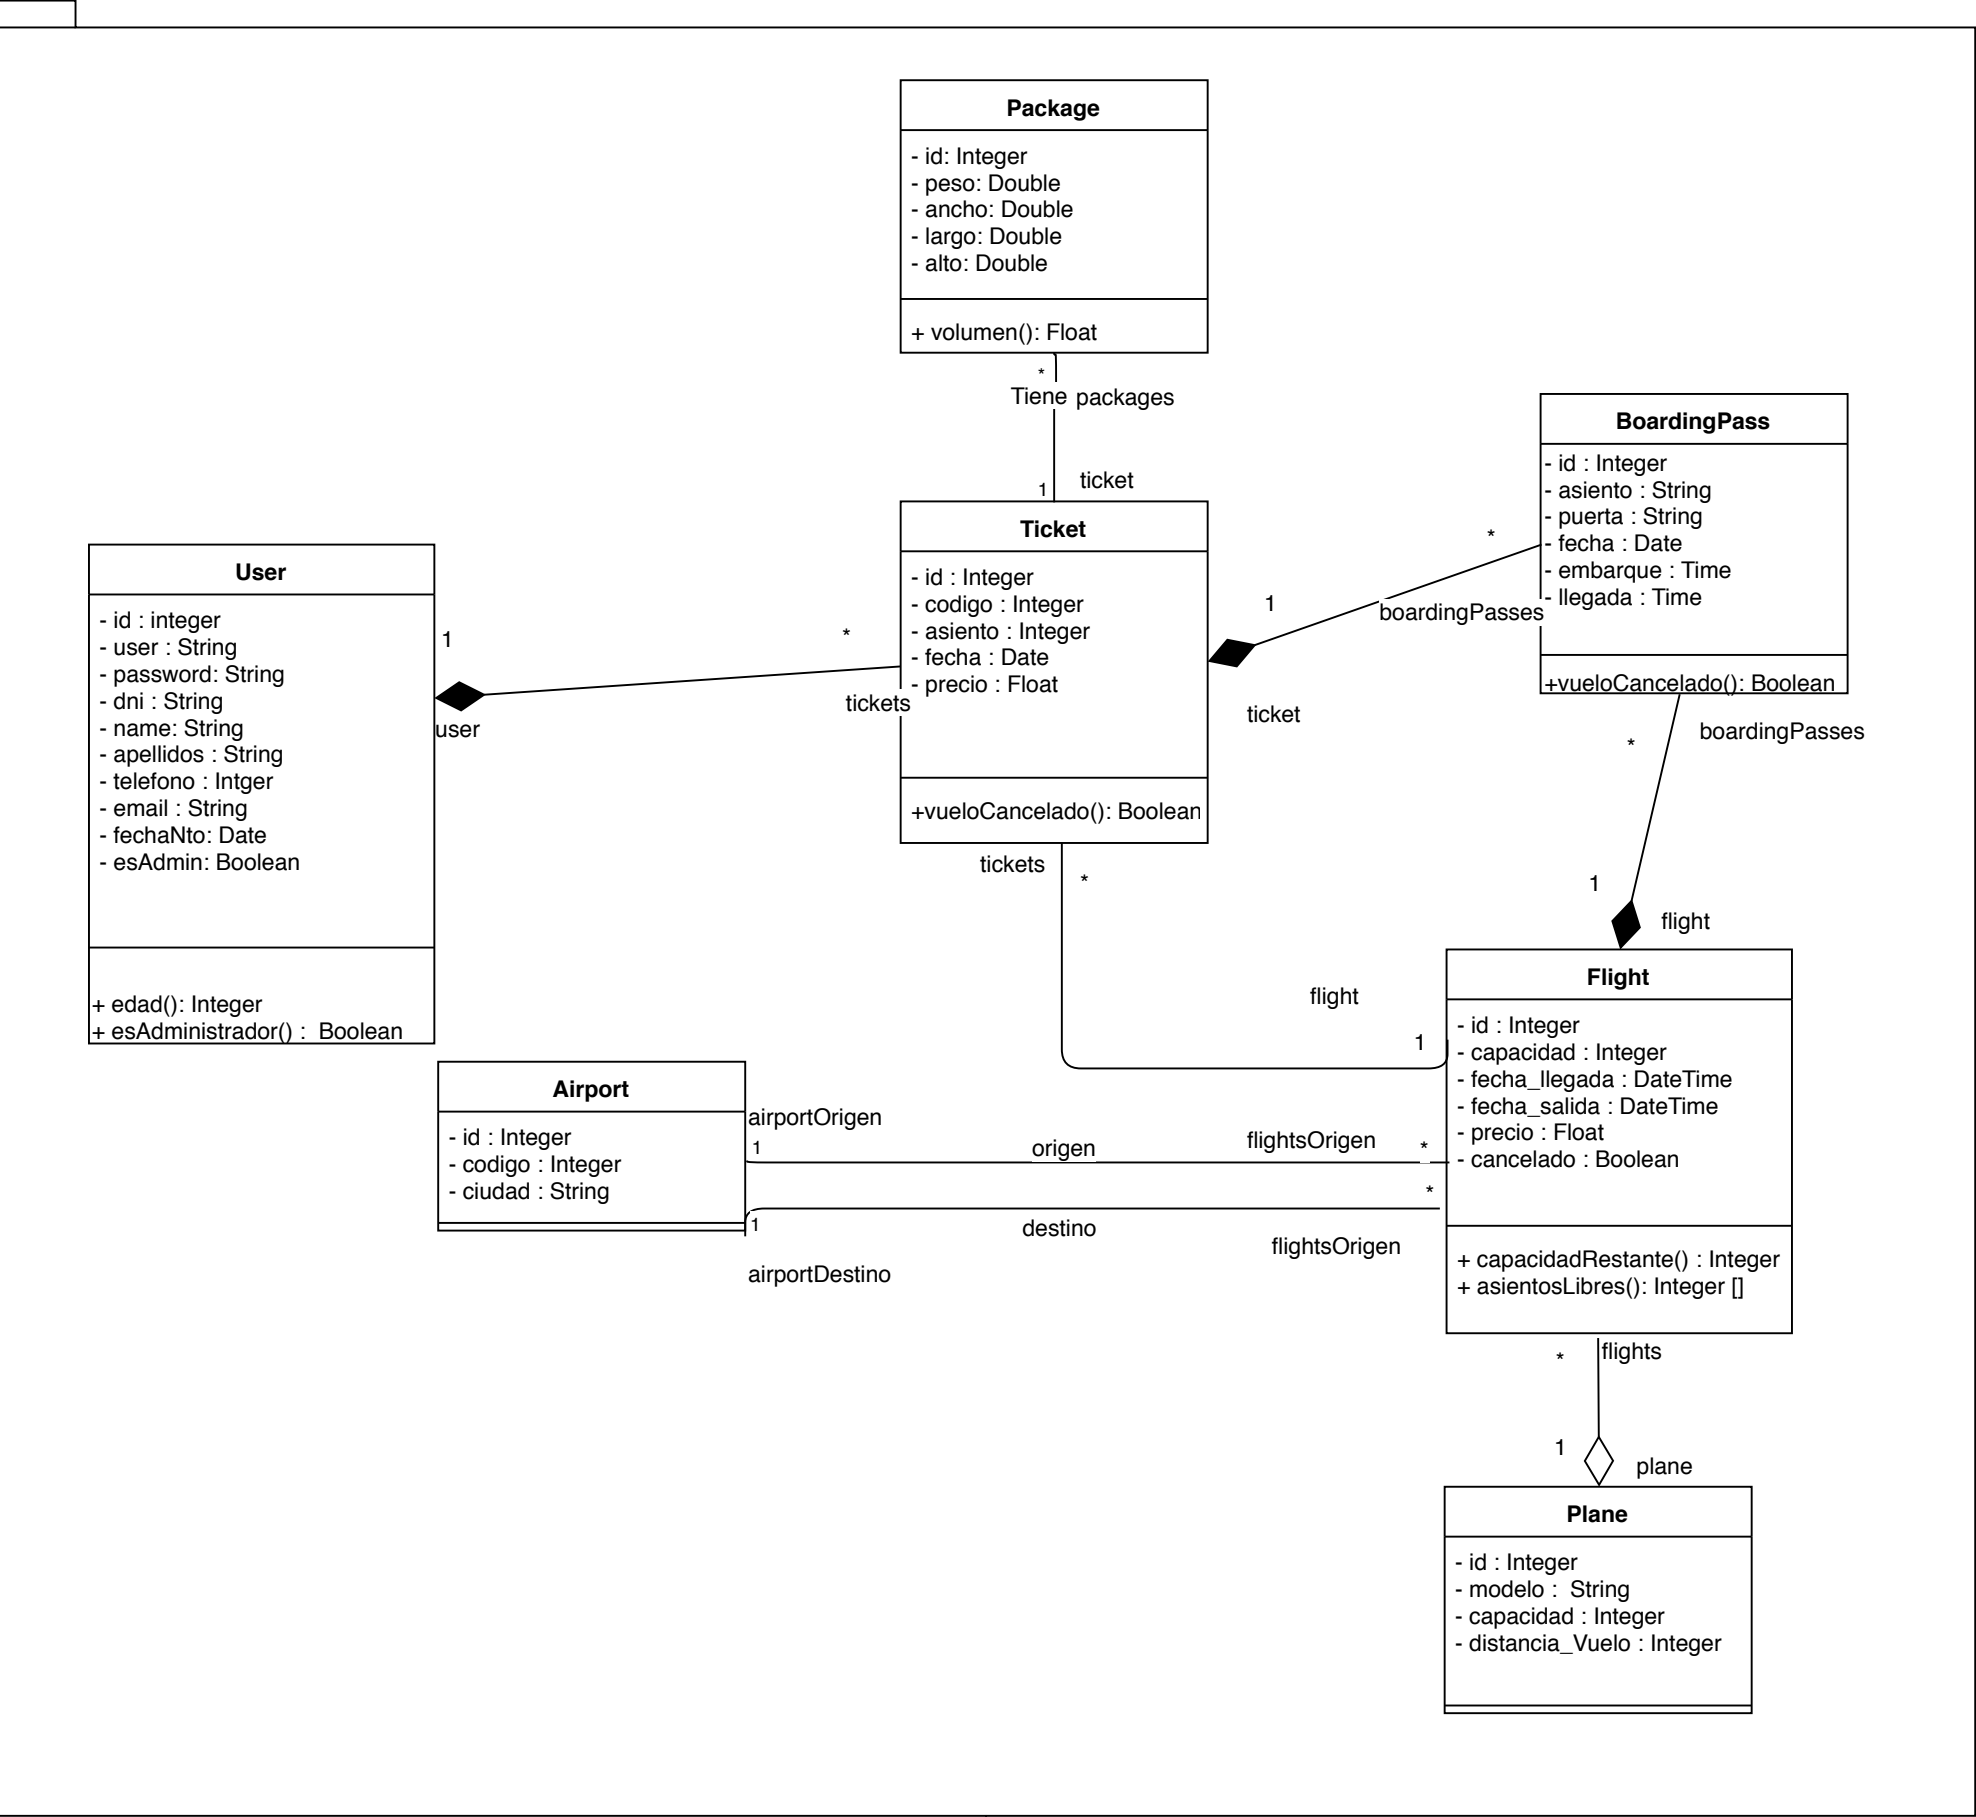 Package
- id: Integer
- peso: Double
- ancho: Double
- largo: Double
- alto: Double
+ volumen(): Float
*
Tiene packages
1
ticket
BoardingPass
- id : Integer
- asiento : String
- puerta : String
- fecha : Date
- embarque : Time
- llegada : Time
+vueloCancelado(): Boolean
Ticket
- id : Integer
- codigo : Integer
- asiento : Integer
- fecha : Date
- precio : Float
+vueloCancelado(): Boolean
User
- id : integer
- user : String
- password: String
- dni : String
- name: String
- apellidos : String
- telefono : Intger
- email : String
- fechaNto: Date
- esAdmin: Boolean
+ edad(): Integer
+ esAdministrador() :  Boolean
1
user
*
tickets
1
ticket
*
boardingPasses
*
boardingPasses
1
flight
tickets
*
flight
1
Flight
- id : Integer
- capacidad : Integer
- fecha_llegada : DateTime
- fecha_salida : DateTime
- precio : Float
- cancelado : Boolean
+ capacidadRestante() : Integer
+ asientosLibres(): Integer []
Airport
- id : Integer
- codigo : Integer
- ciudad : String
airportOrigen
1
origen
flightsOrigen
*
*
1
destino
flightsOrigen
airportDestino
*
flights
1
plane
Plane
- id : Integer
- modelo :  String
- capacidad : Integer
- distancia_Vuelo : Integer